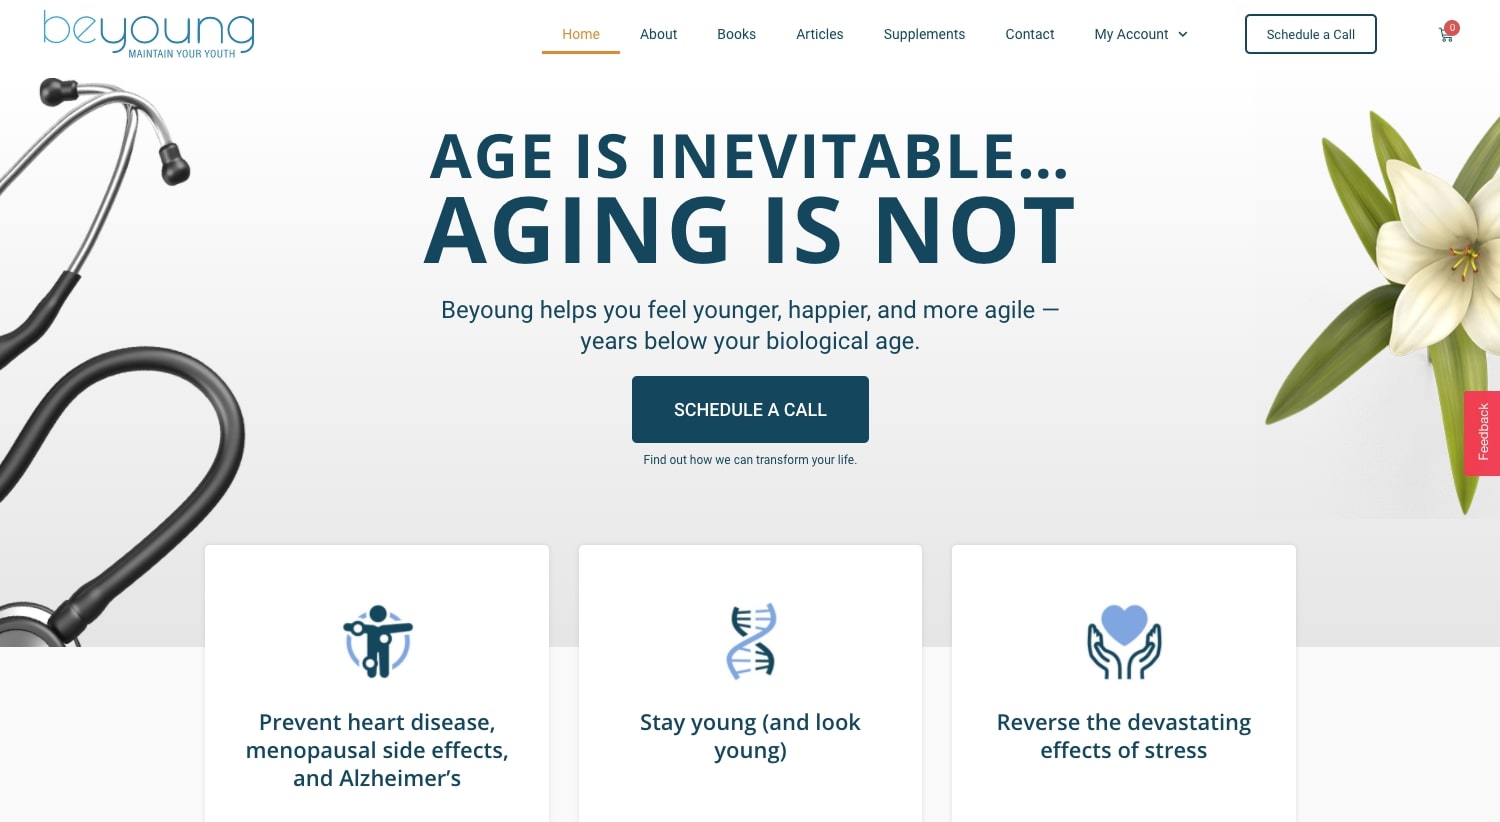 beyoung
MAINTAIN YOUR YOUTH
Home About Books Articles Supplements Contact My Account Schedule a Call 0
AGE IS INEVITABLE...
AGING IS NOT
Beyoung helps you feel younger, happier, and more agile —
years below your biological age.
SCHEDULE A CALL
Find out how we can transform your life.
Feedback
Prevent heart disease,
menopausal side effects,
and Alzheimer’s
Stay young (and look
young)
Reverse the devastating
effects of stress